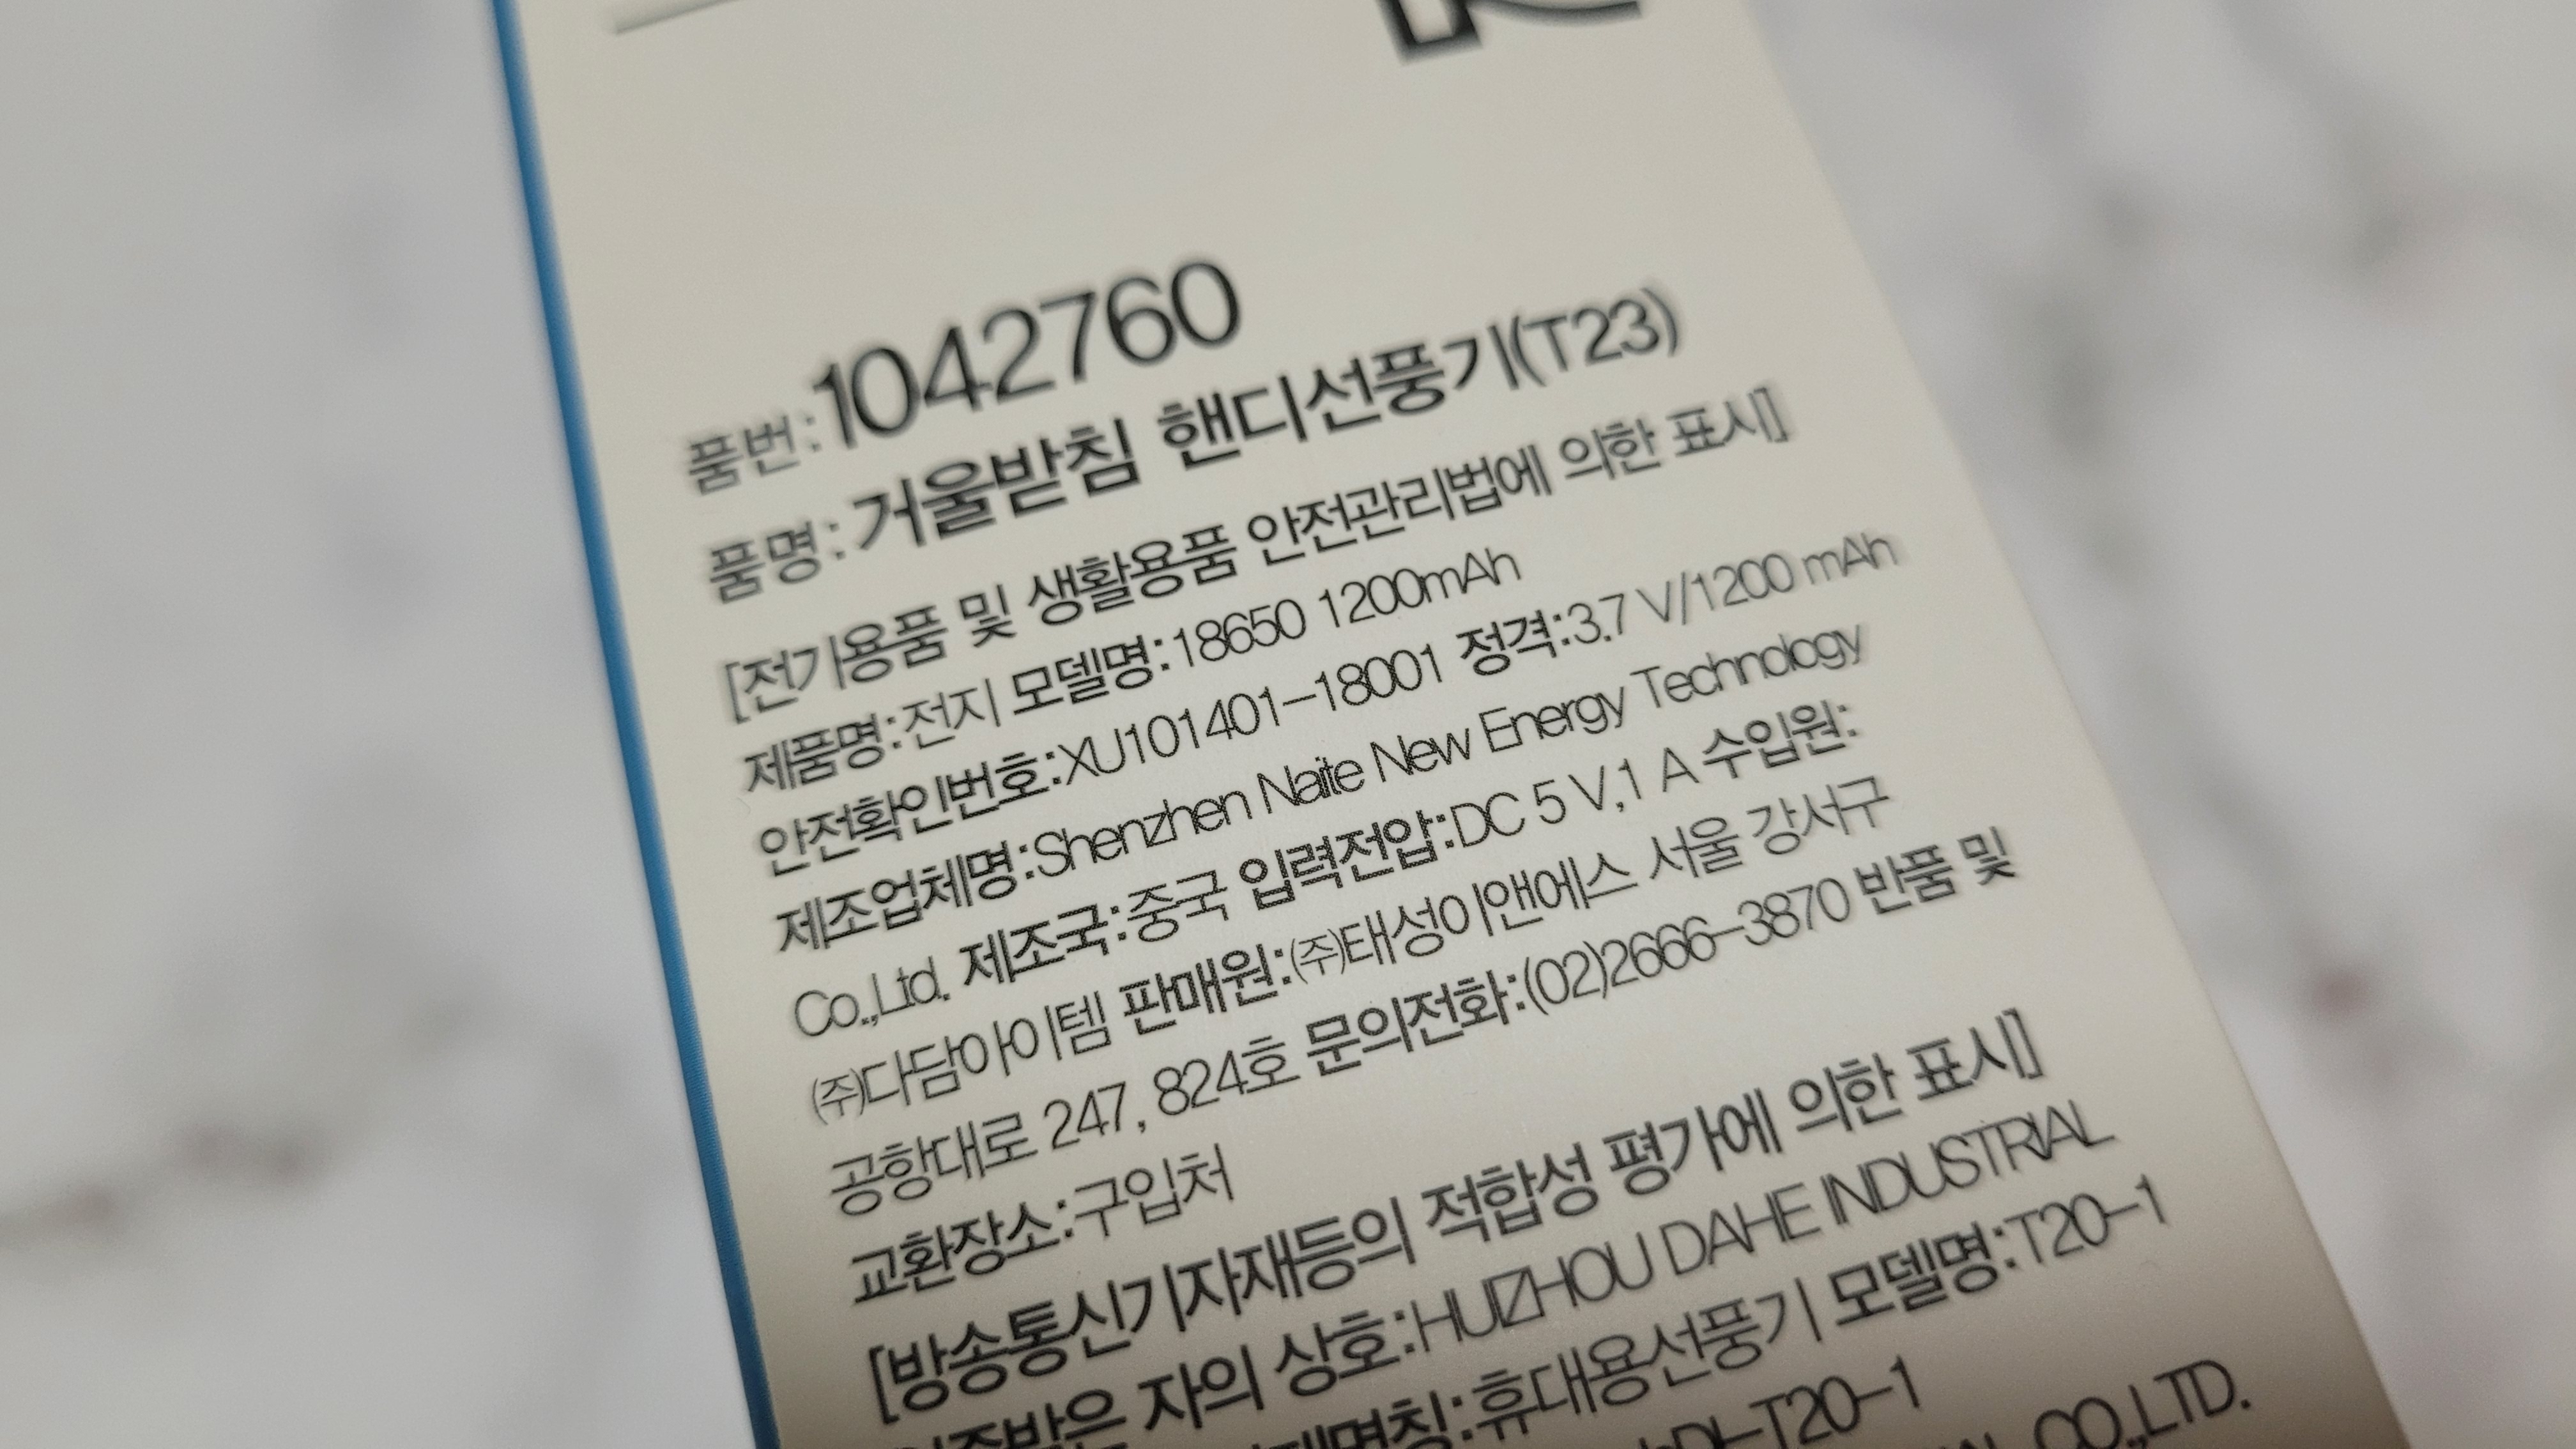 품번:1042760
품명:거울받침 핸디선풍기(T23)
[전기용품 및 생활용품 안전관리법에 의한 표시]
제품명:전지 모델명:18650 1200mAh
안전확인번호:XU101401-18001 정격:3.7 V/1200 mAh
제조업체명:Shenzhen Naite New Energy Technology
Co.,Ltd. 제조국:중국 입력전압:DC 5 V,1 A 수입원:
㈜다담아이템 판매원:㈜태성이앤에스 서울 강서구
공항대로 247, 824호 문의전화:(02)2666-3870 반품 및
교환장소:구입처
[방송통신기자재등의 적합성 평가에 의한 표시]
자의 상호:HUIZHOU DAHE INDUSTRIAL
휴대용선풍기 모델명:T20-1
CO.,LTD.